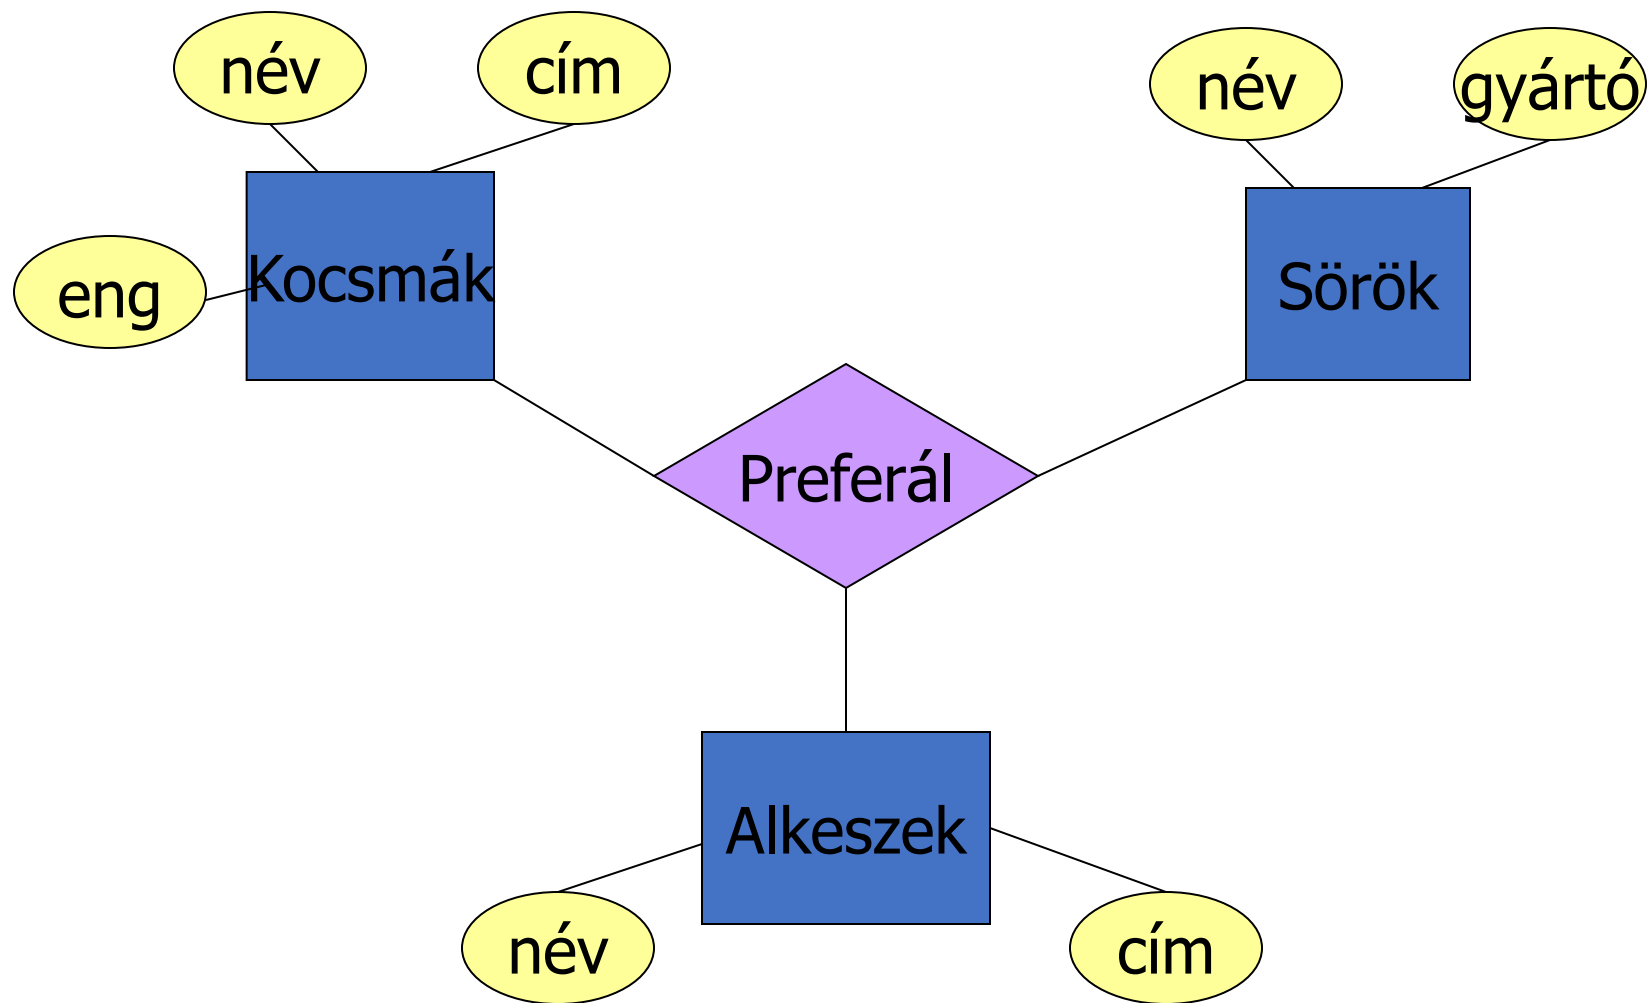 név
cím
név
gyártó
eng
Kocsmák
Sörök
Preferál
Alkeszek
név
cím